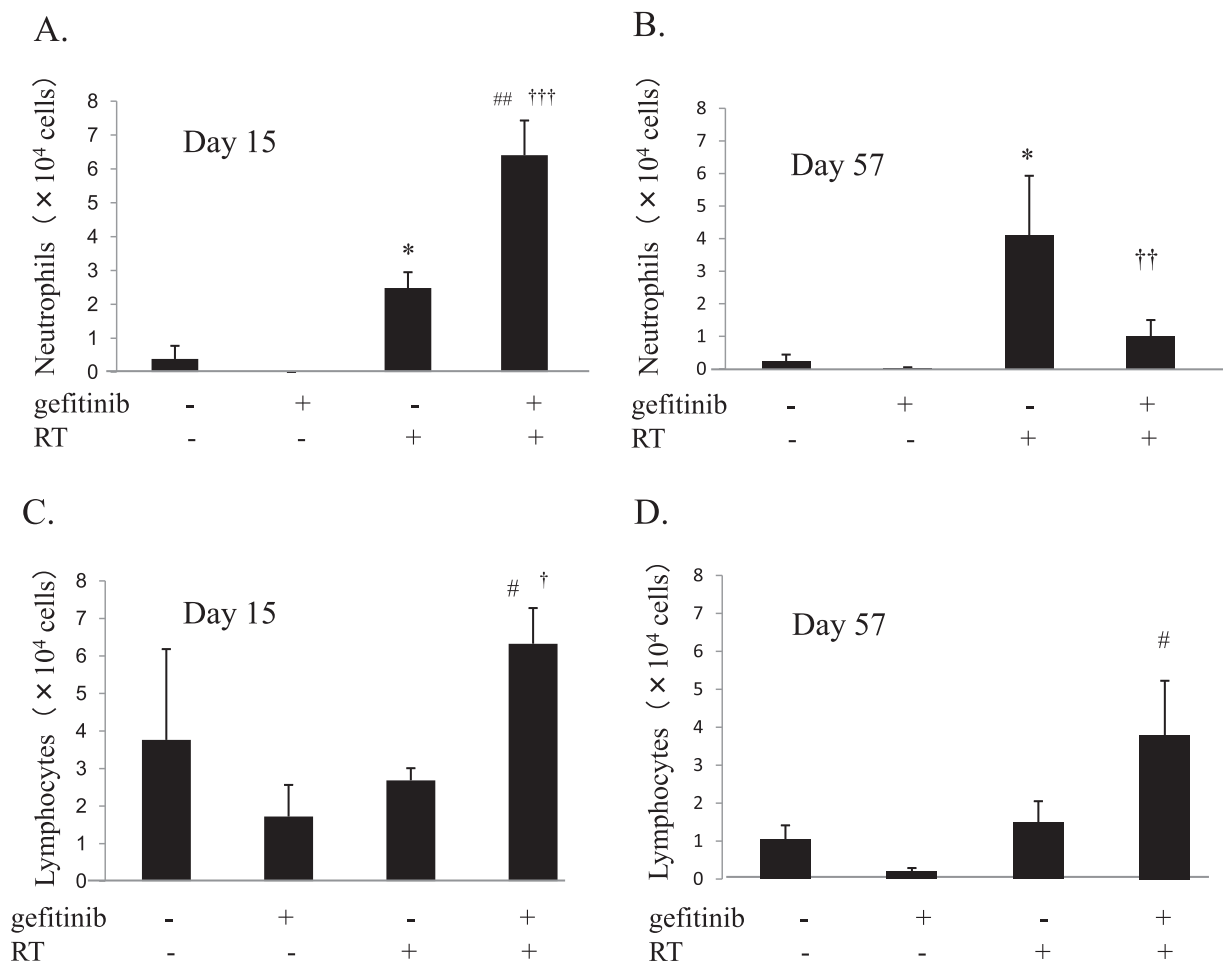 A.
Neutrophils (×10⁴ cells)
8
7
6
5
4
3
2
1
0
Day 15
*
## †††
gefitinib - + - +
RT - - + +
B.
Neutrophils (×10⁴ cells)
8
7
6
5
4
3
2
1
0
Day 57
*
††
gefitinib - + - +
RT - - + +
C.
Lymphocytes (×10⁴ cells)
8
7
6
5
4
3
2
1
0
Day 15
# †
gefitinib - + - +
RT - - + +
D.
Lymphocytes (×10⁴ cells)
8
7
6
5
4
3
2
1
0
Day 57
#
gefitinib - + - +
RT - - + +